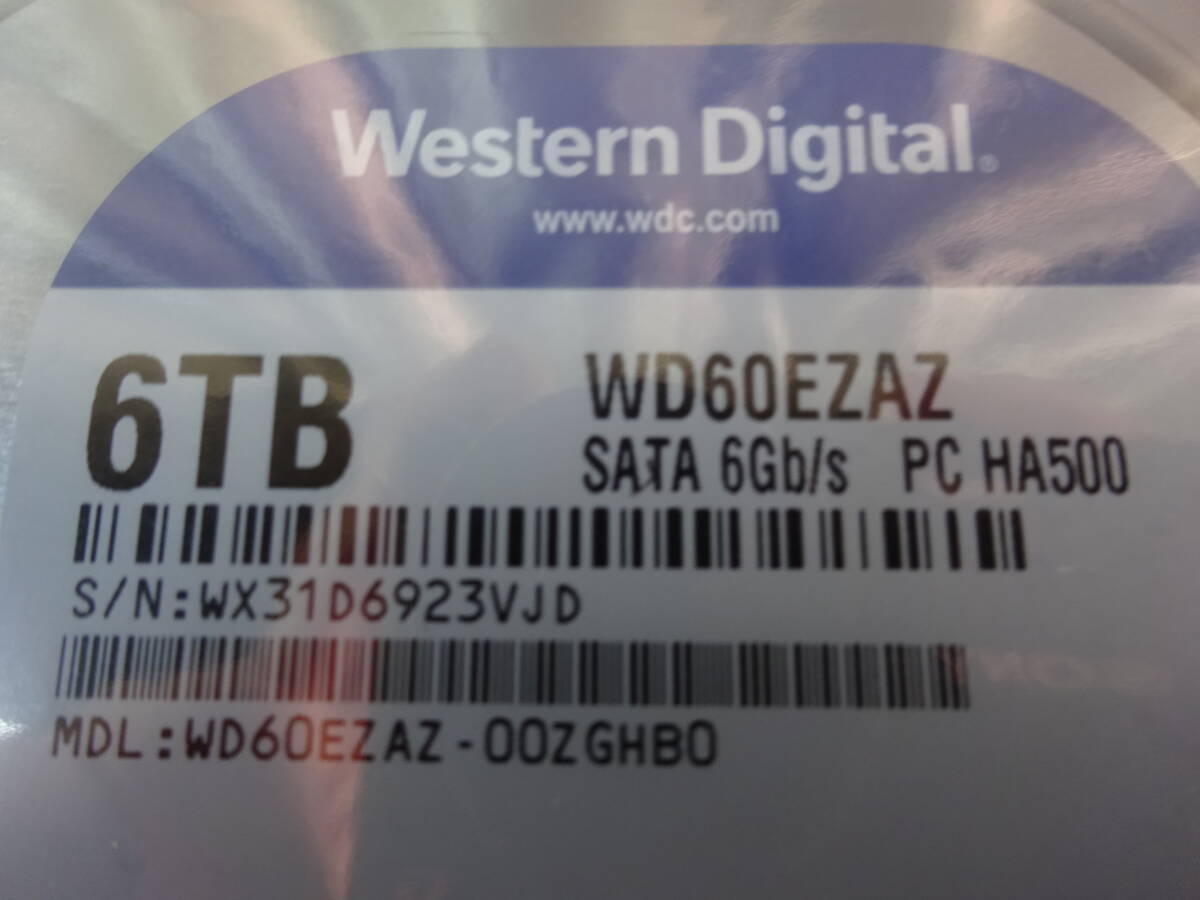 Western Digital®
www.wdc.com
6TB
WD60EZAZ
SATA 6Gb/s PC HA500
S/N:WX31D6923VJD
MDL:WD60EZAZ-00ZGHB0